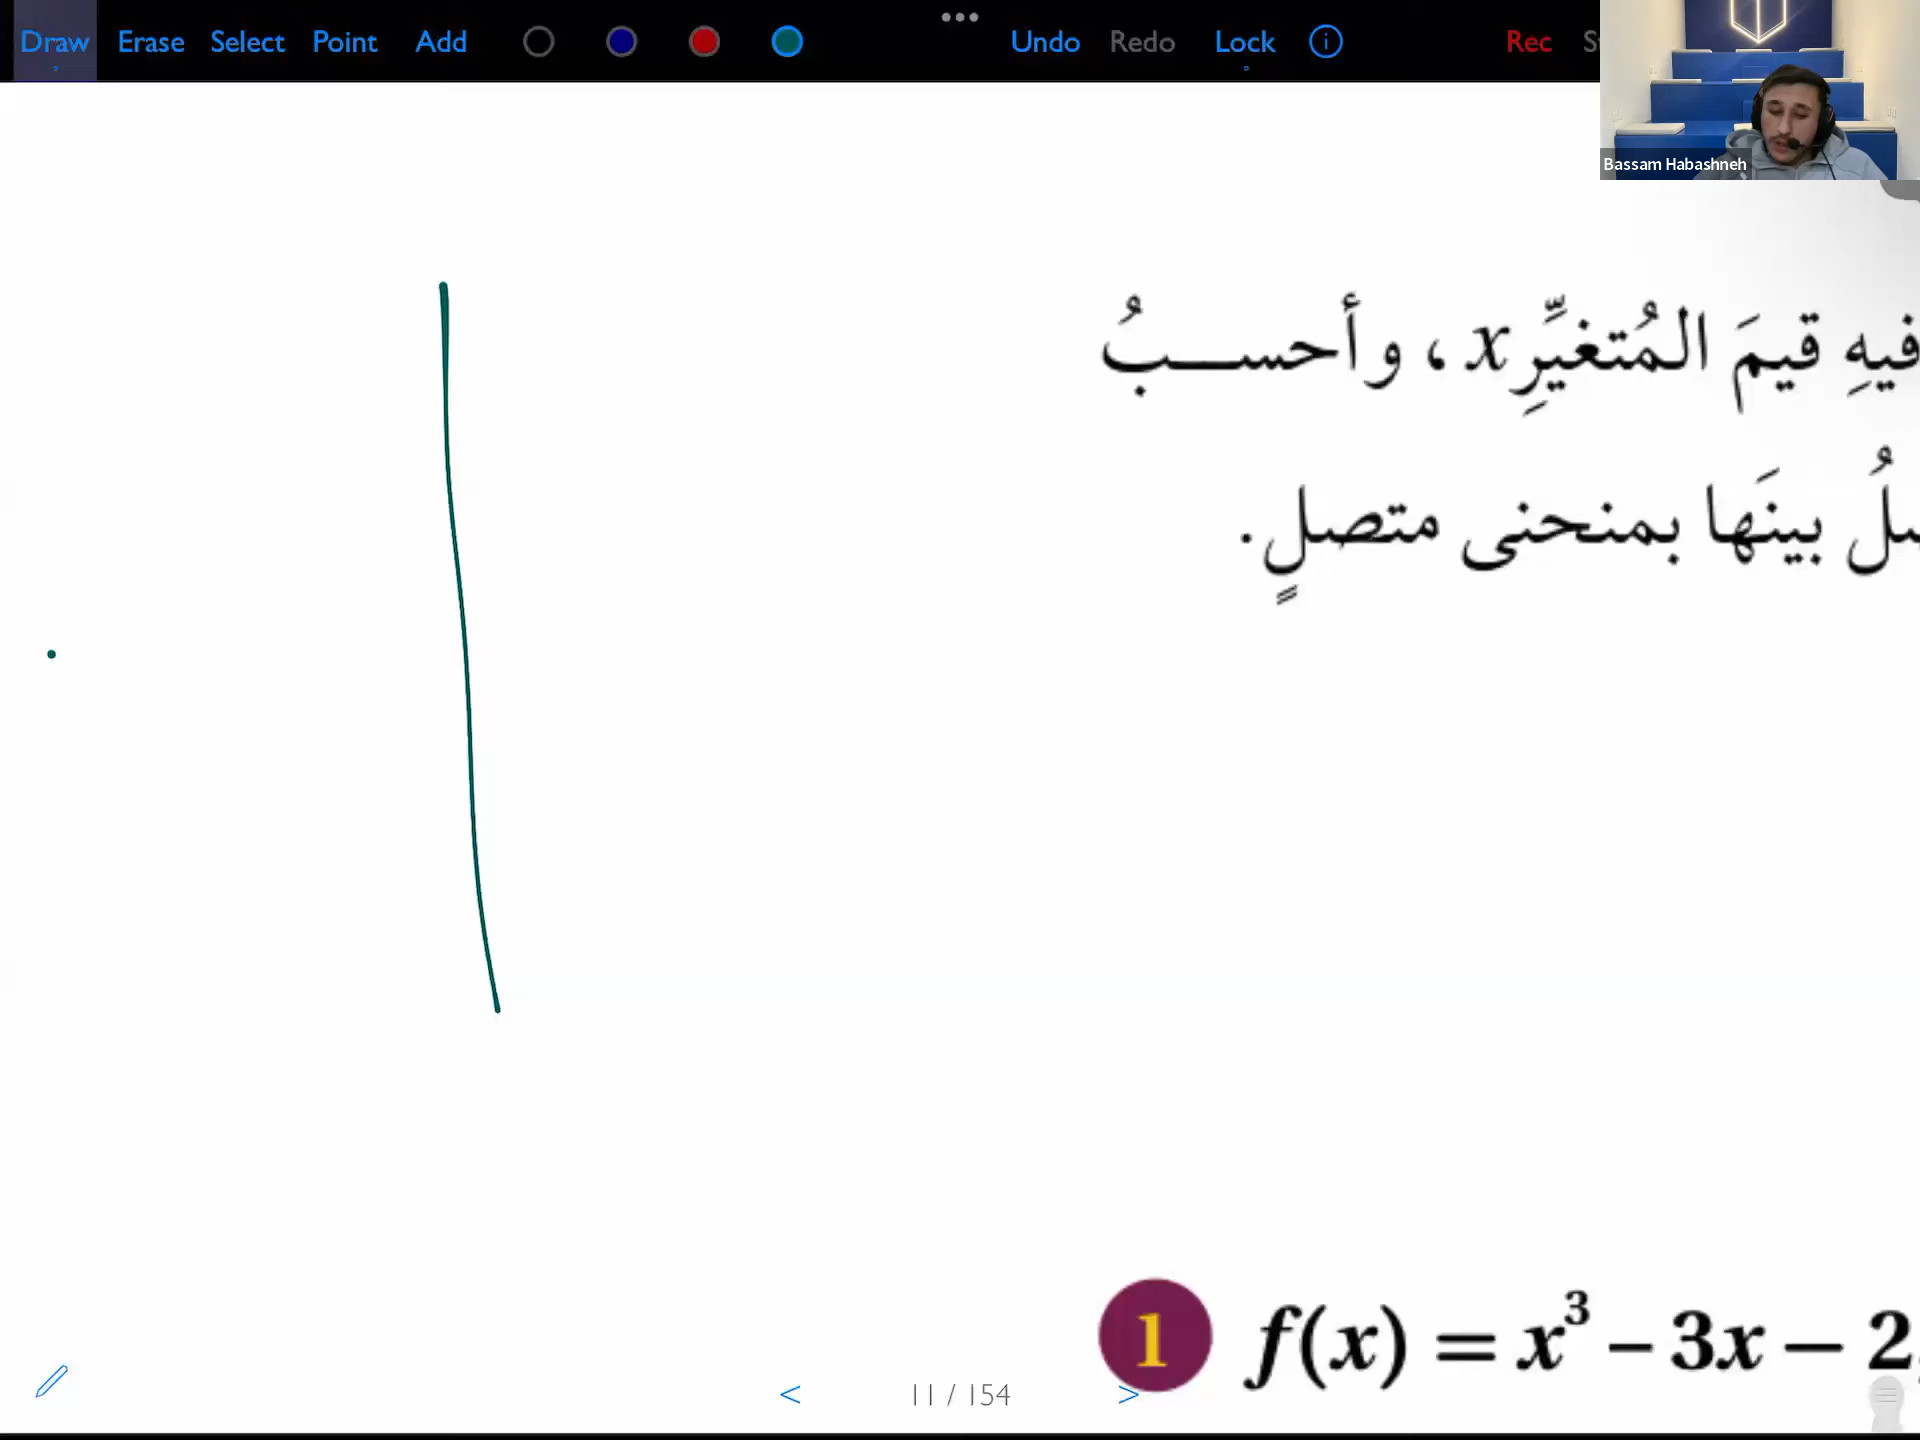 Draw Erase Select Point Add Undo Redo Lock Rec
Bassam Habashneh
فيهِ قيمَ المُتغيِّرِ x ، وأحسبُ
بينَها بمنحنى متصلٍ.
1 f(x) = x³ – 3x – 2
< 11 / 154 >